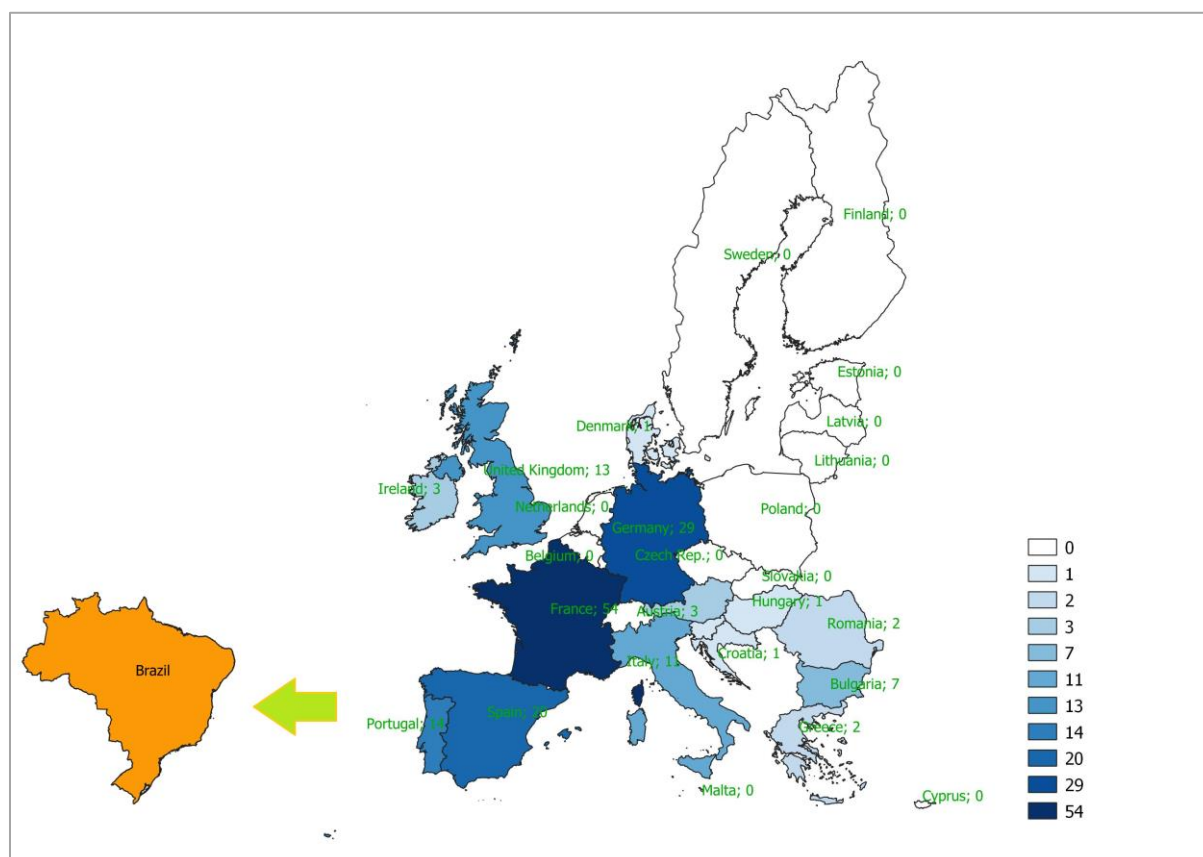 Finland; 0
Sweden; 0
Estonia; 0
Latvia; 0
Denmark; 1
Lithuania; 0
United Kingdom; 13
Ireland; 3
Netherlands; 0
Poland; 0
Germany; 29
Belgium; 0
Czech Rep.; 0
Slovakia; 0
Hungary; 1
France; 54
Austria; 3
Romania; 2
Croatia; 1
Italy; 11
Brazil
Bulgaria; 7
Spain; 20
Portugal; 14
Greece; 2
Malta; 0
Cyprus; 0
0
1
2
3
7
11
13
14
20
29
54